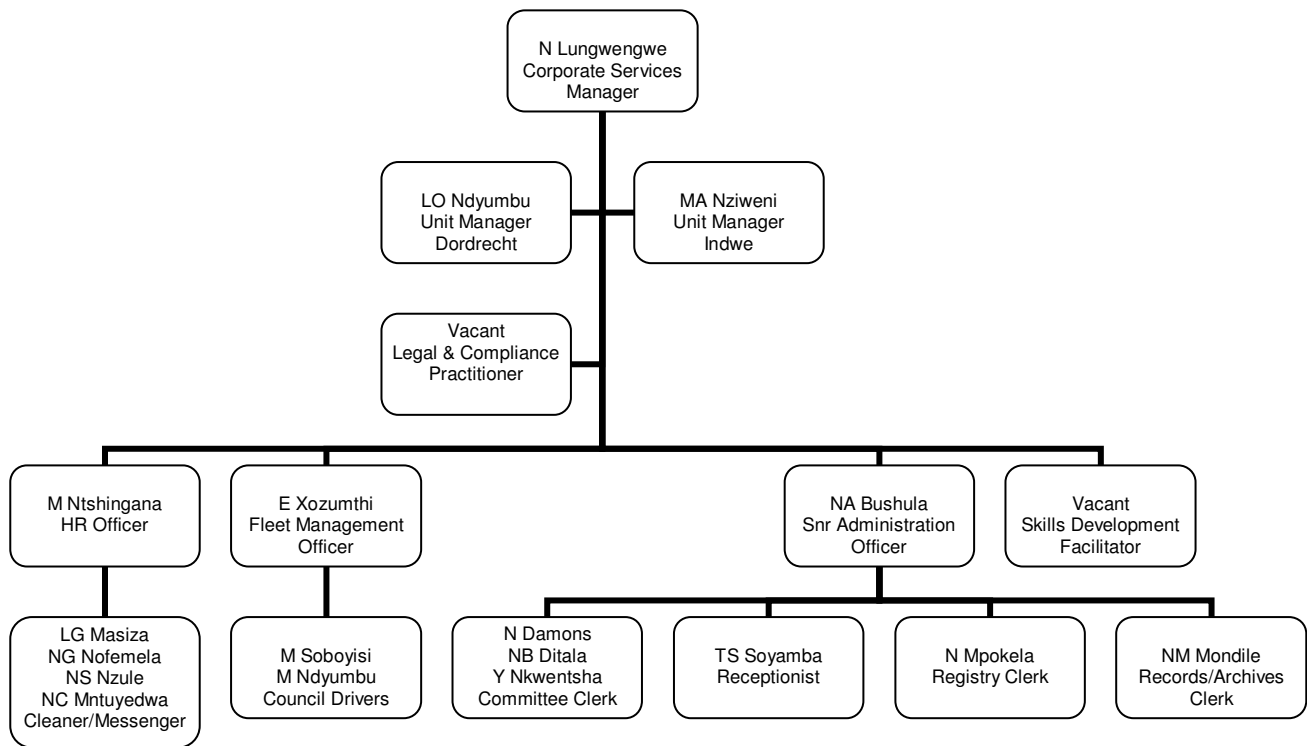 N Lungwengwe
Corporate Services
Manager
LO Ndyumbu
Unit Manager
Dordrecht
MA Nziweni
Unit Manager
Indwe
Vacant
Legal & Compliance
Practitioner
M Ntshingana
HR Officer
E Xozumthi
Fleet Management
Officer
NA Bushula
Snr Administration
Officer
Vacant
Skills Development
Facilitator
LG Masiza
NG Nofemela
NS Nzule
NC Mntuyedwa
Cleaner/Messenger
M Soboyisi
M Ndyumbu
Council Drivers
N Damons
NB Ditala
Y Nkwentsha
Committee Clerk
TS Soyamba
Receptionist
N Mpokela
Registry Clerk
NM Mondile
Records/Archives
Clerk